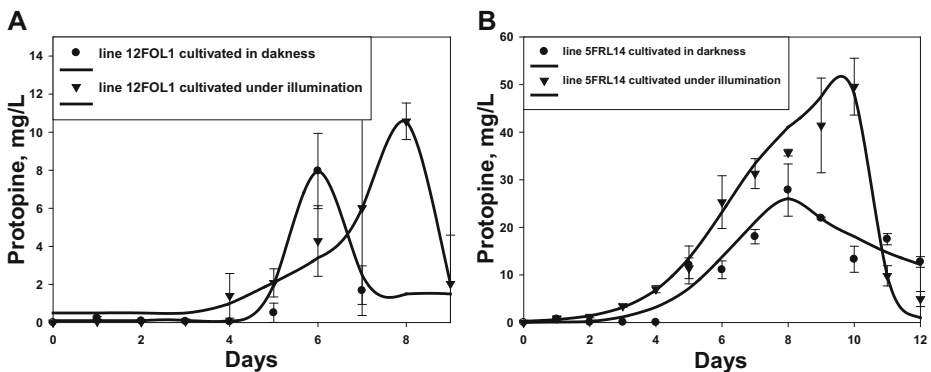 A
line 12FOL1 cultivated in dakness
line 12FOL1 cultivated under illumination
Protopine, mg/L
14
12
10
8
6
4
2
0
0 2 4 6 8
Days
B
line 5FRL14 cultivated in darkness
line 5FRL14 cultivated under illumination
Protopine, mg/L
60
50
40
30
20
10
0
0 2 4 6 8 10 12
Days